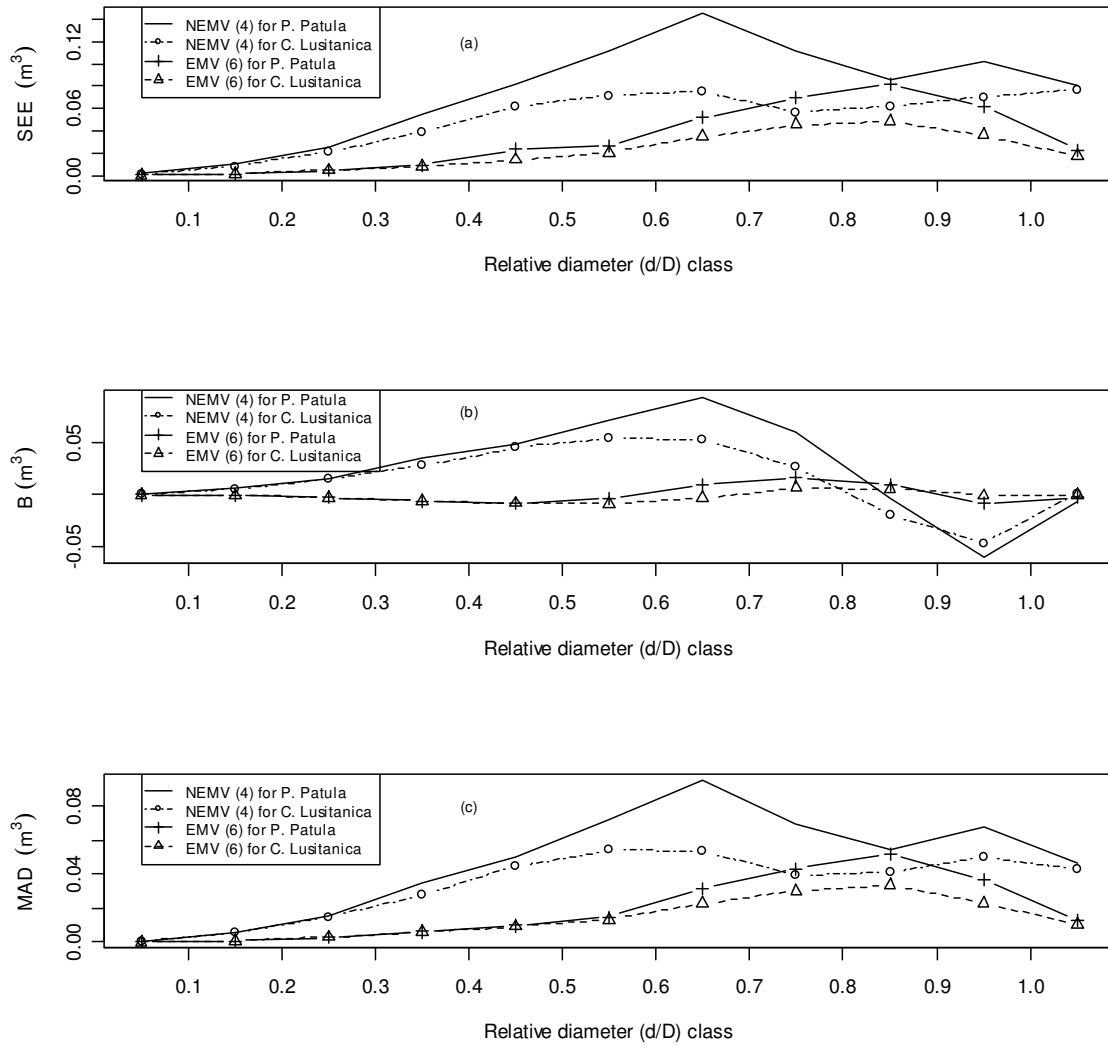 NEMV (4) for P. Patula
NEMV (4) for C. Lusitanica
EMV (6) for P. Patula
EMV (6) for C. Lusitanica
(a)
SEE (m³)
0.00 0.06 0.12
0.1 0.2 0.3 0.4 0.5 0.6 0.7 0.8 0.9 1.0
Relative diameter (d/D) class
NEMV (4) for P. Patula
NEMV (4) for C. Lusitanica
EMV (6) for P. Patula
EMV (6) for C. Lusitanica
(b)
B (m³)
-0.05 0.05
0.1 0.2 0.3 0.4 0.5 0.6 0.7 0.8 0.9 1.0
Relative diameter (d/D) class
NEMV (4) for P. Patula
NEMV (4) for C. Lusitanica
EMV (6) for P. Patula
EMV (6) for C. Lusitanica
(c)
MAD (m³)
0.00 0.04 0.08
0.1 0.2 0.3 0.4 0.5 0.6 0.7 0.8 0.9 1.0
Relative diameter (d/D) class